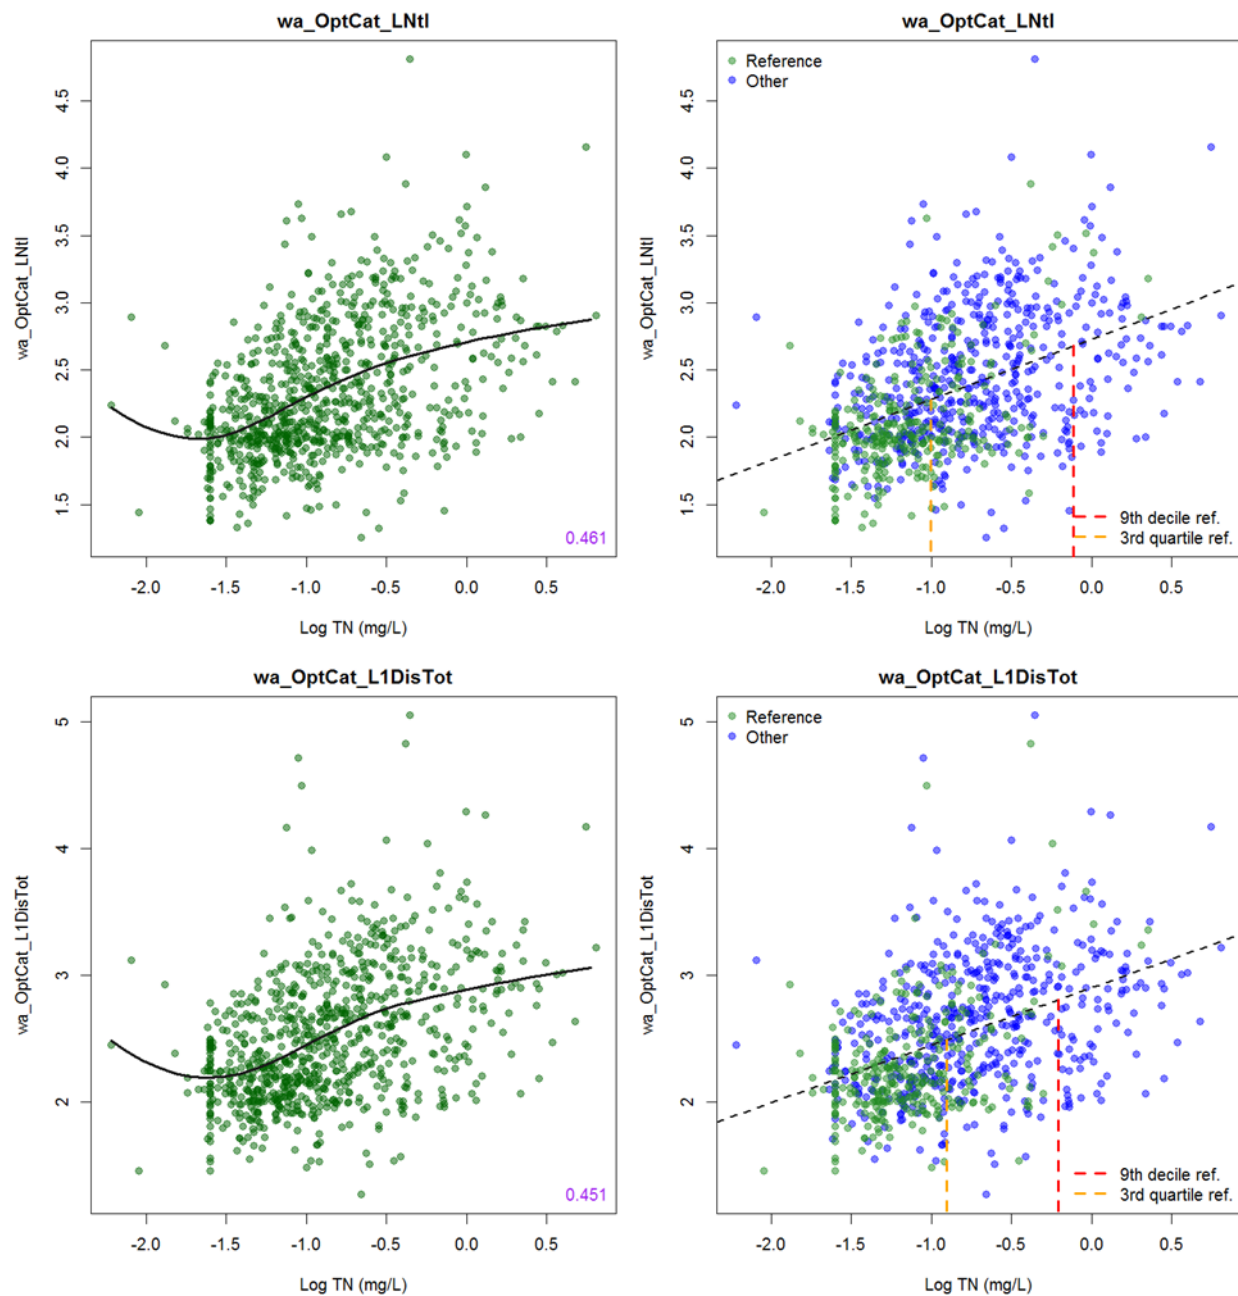 wa_OptCat_LNtl
4.5
4.0
3.5
3.0
2.5
2.0
1.5
wa_OptCat_LNtl
0.461
-2.0 -1.5 -1.0 -0.5 0.0 0.5
Log TN (mg/L)
wa_OptCat_LNtl
Reference
Other
4.5
4.0
3.5
3.0
2.5
2.0
1.5
wa_OptCat_LNtl
9th decile ref.
3rd quartile ref.
-2.0 -1.5 -1.0 -0.5 0.0 0.5
Log TN (mg/L)
wa_OptCat_L1DisTot
5
4
3
2
wa_OptCat_L1DisTot
0.451
-2.0 -1.5 -1.0 -0.5 0.0 0.5
Log TN (mg/L)
wa_OptCat_L1DisTot
Reference
Other
5
4
3
2
wa_OptCat_L1DisTot
9th decile ref.
3rd quartile ref.
-2.0 -1.5 -1.0 -0.5 0.0 0.5
Log TN (mg/L)